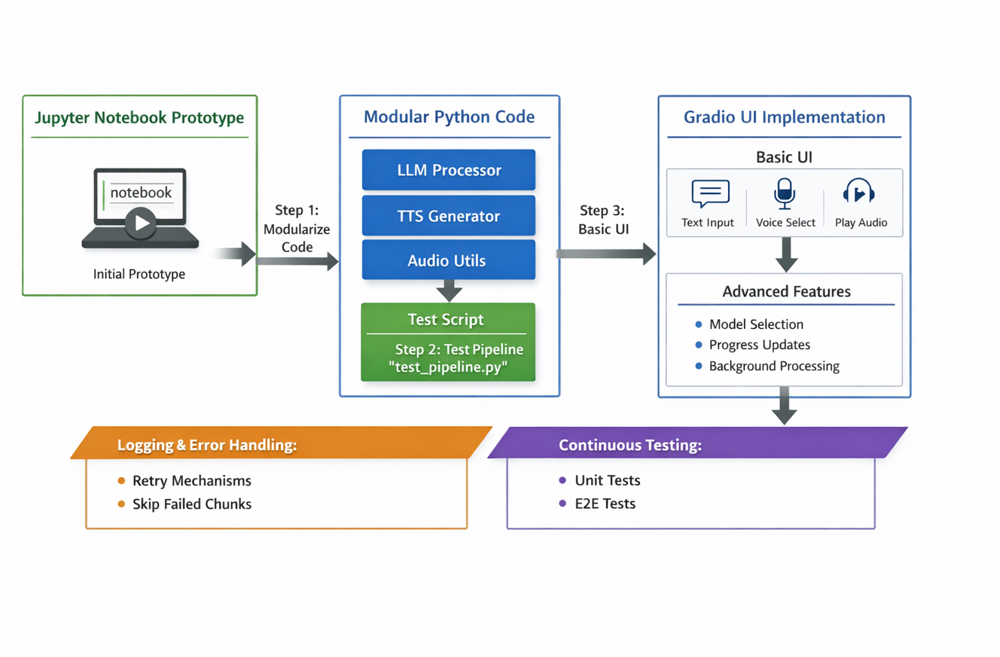 Jupyter Notebook Prototype
notebook
Initial Prototype
Step 1:
Modularize
Code
Modular Python Code
LLM Processor
TTS Generator
Audio Utils
Test Script
Step 2: Test Pipeline
"test_pipeline.py"
Step 3:
Basic UI
Gradio UI Implementation
Basic UI
Text Input
Voice Select
Play Audio
Advanced Features
Model Selection
Progress Updates
Background Processing
Logging & Error Handling:
Retry Mechanisms
Skip Failed Chunks
Continuous Testing:
Unit Tests
E2E Tests